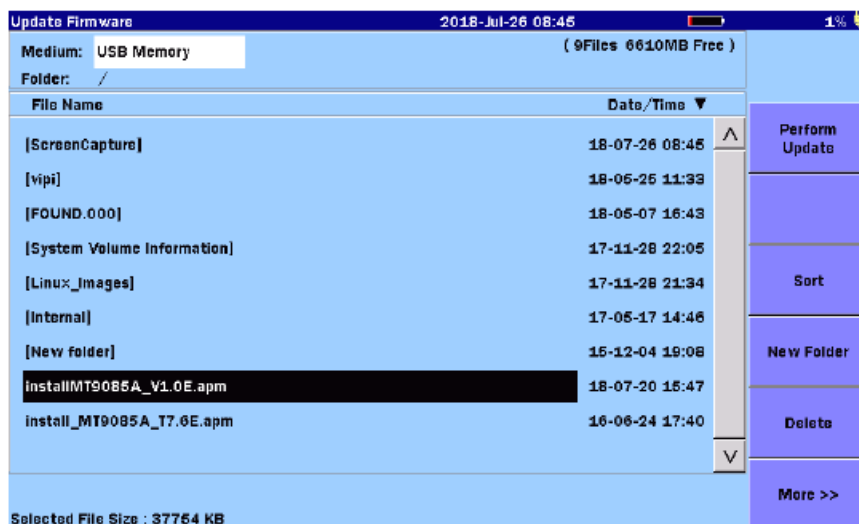 Update Firmware 2018-Jul-26 08:45 1%
Medium: USB Memory (9Files 6610MB Free)
Folder: /
File Name Date/Time ▼
[ScreenCapture] 18-07-26 08:45
[vipi] 18-05-25 11:33
[FOUND.000] 18-05-07 16:43
[System Volume Information] 17-11-28 22:05
[Linux_Images] 17-11-28 21:34
[Internal] 17-05-17 14:46
[New folder] 15-12-04 19:08
installMT9085A_V1.0E.apm 18-07-20 15:47
install_MT9085A_T7.6E.apm 16-06-24 17:40
Selected File Size : 37754 KB
Perform
Update
Sort
New Folder
Delete
More >>